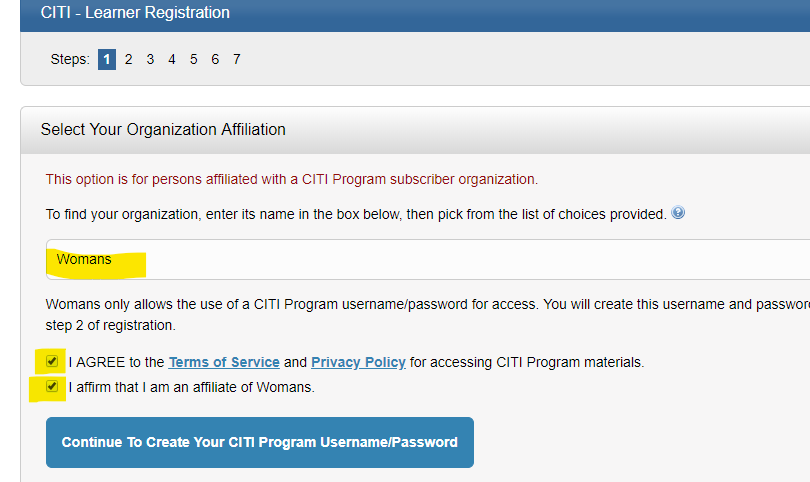 CITI - Learner Registration
Steps: 1 2 3 4 5 6 7
Select Your Organization Affiliation
This option is for persons affiliated with a CITI Program subscriber organization.
To find your organization, enter its name in the box below, then pick from the list of choices provided.
Womans
Womans only allows the use of a CITI Program username/password for access. You will create this username and
step 2 of registration.
I AGREE to the Terms of Service and Privacy Policy for accessing CITI Program materials.
I affirm that I am an affiliate of Womans.
Continue To Create Your CITI Program Username/Password